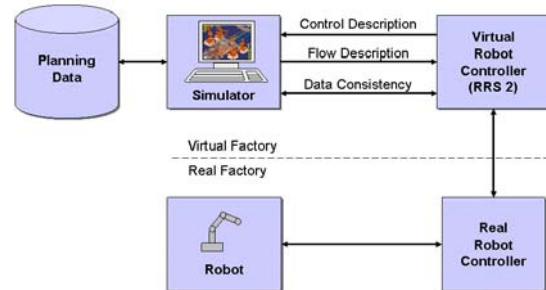 Planning
Data
Simulator
Control Description
Flow Description
Data Consistency
Virtual
Robot
Controller
(RRS 2)
Virtual Factory
Real Factory
Robot
Real
Robot
Controller